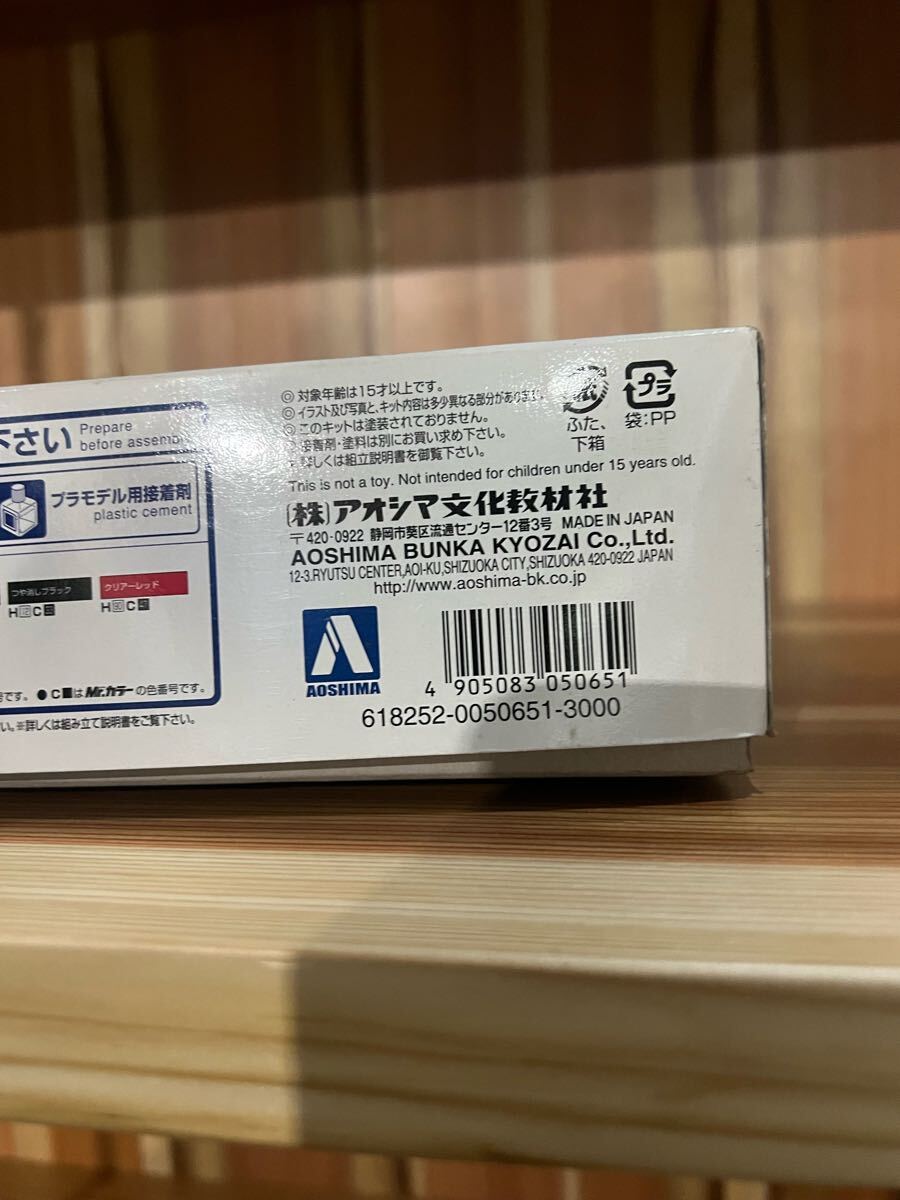 下さい Prepare
before assemb
プラモデル用接着剤
plastic cement
つや消しブラック
クリアーレッド
H12C
H90C
号です。●C■はMr.カラーの色番号です。
い。※詳しくは組み立て説明書をご覧下さい。
◎対象年齢は15才以上です。
◎イラスト及び写真と、キット内容は多少異なる部分があります。
◎このキットは塗装されておりません。
接着剤・塗料は別にお買い求め下さい。
詳しくは組立説明書を御覧下さい。
紙
ふた、
下箱
プラ
袋:PP
This is not a toy. Not intended for children under 15 years old.
(株)アオシマ文化教材社
〒420-0922 静岡市葵区流通センター12番3号 MADE IN JAPAN
AOSHIMA BUNKA KYOZAI Co.,Ltd.
12-3.RYUTSU CENTER,AOI-KU,SHIZUOKA CITY,SHIZUOKA 420-0922 JAPAN
http://www.aoshima-bk.co.jp
AOSHIMA
4 905083 050651
618252-0050651-3000